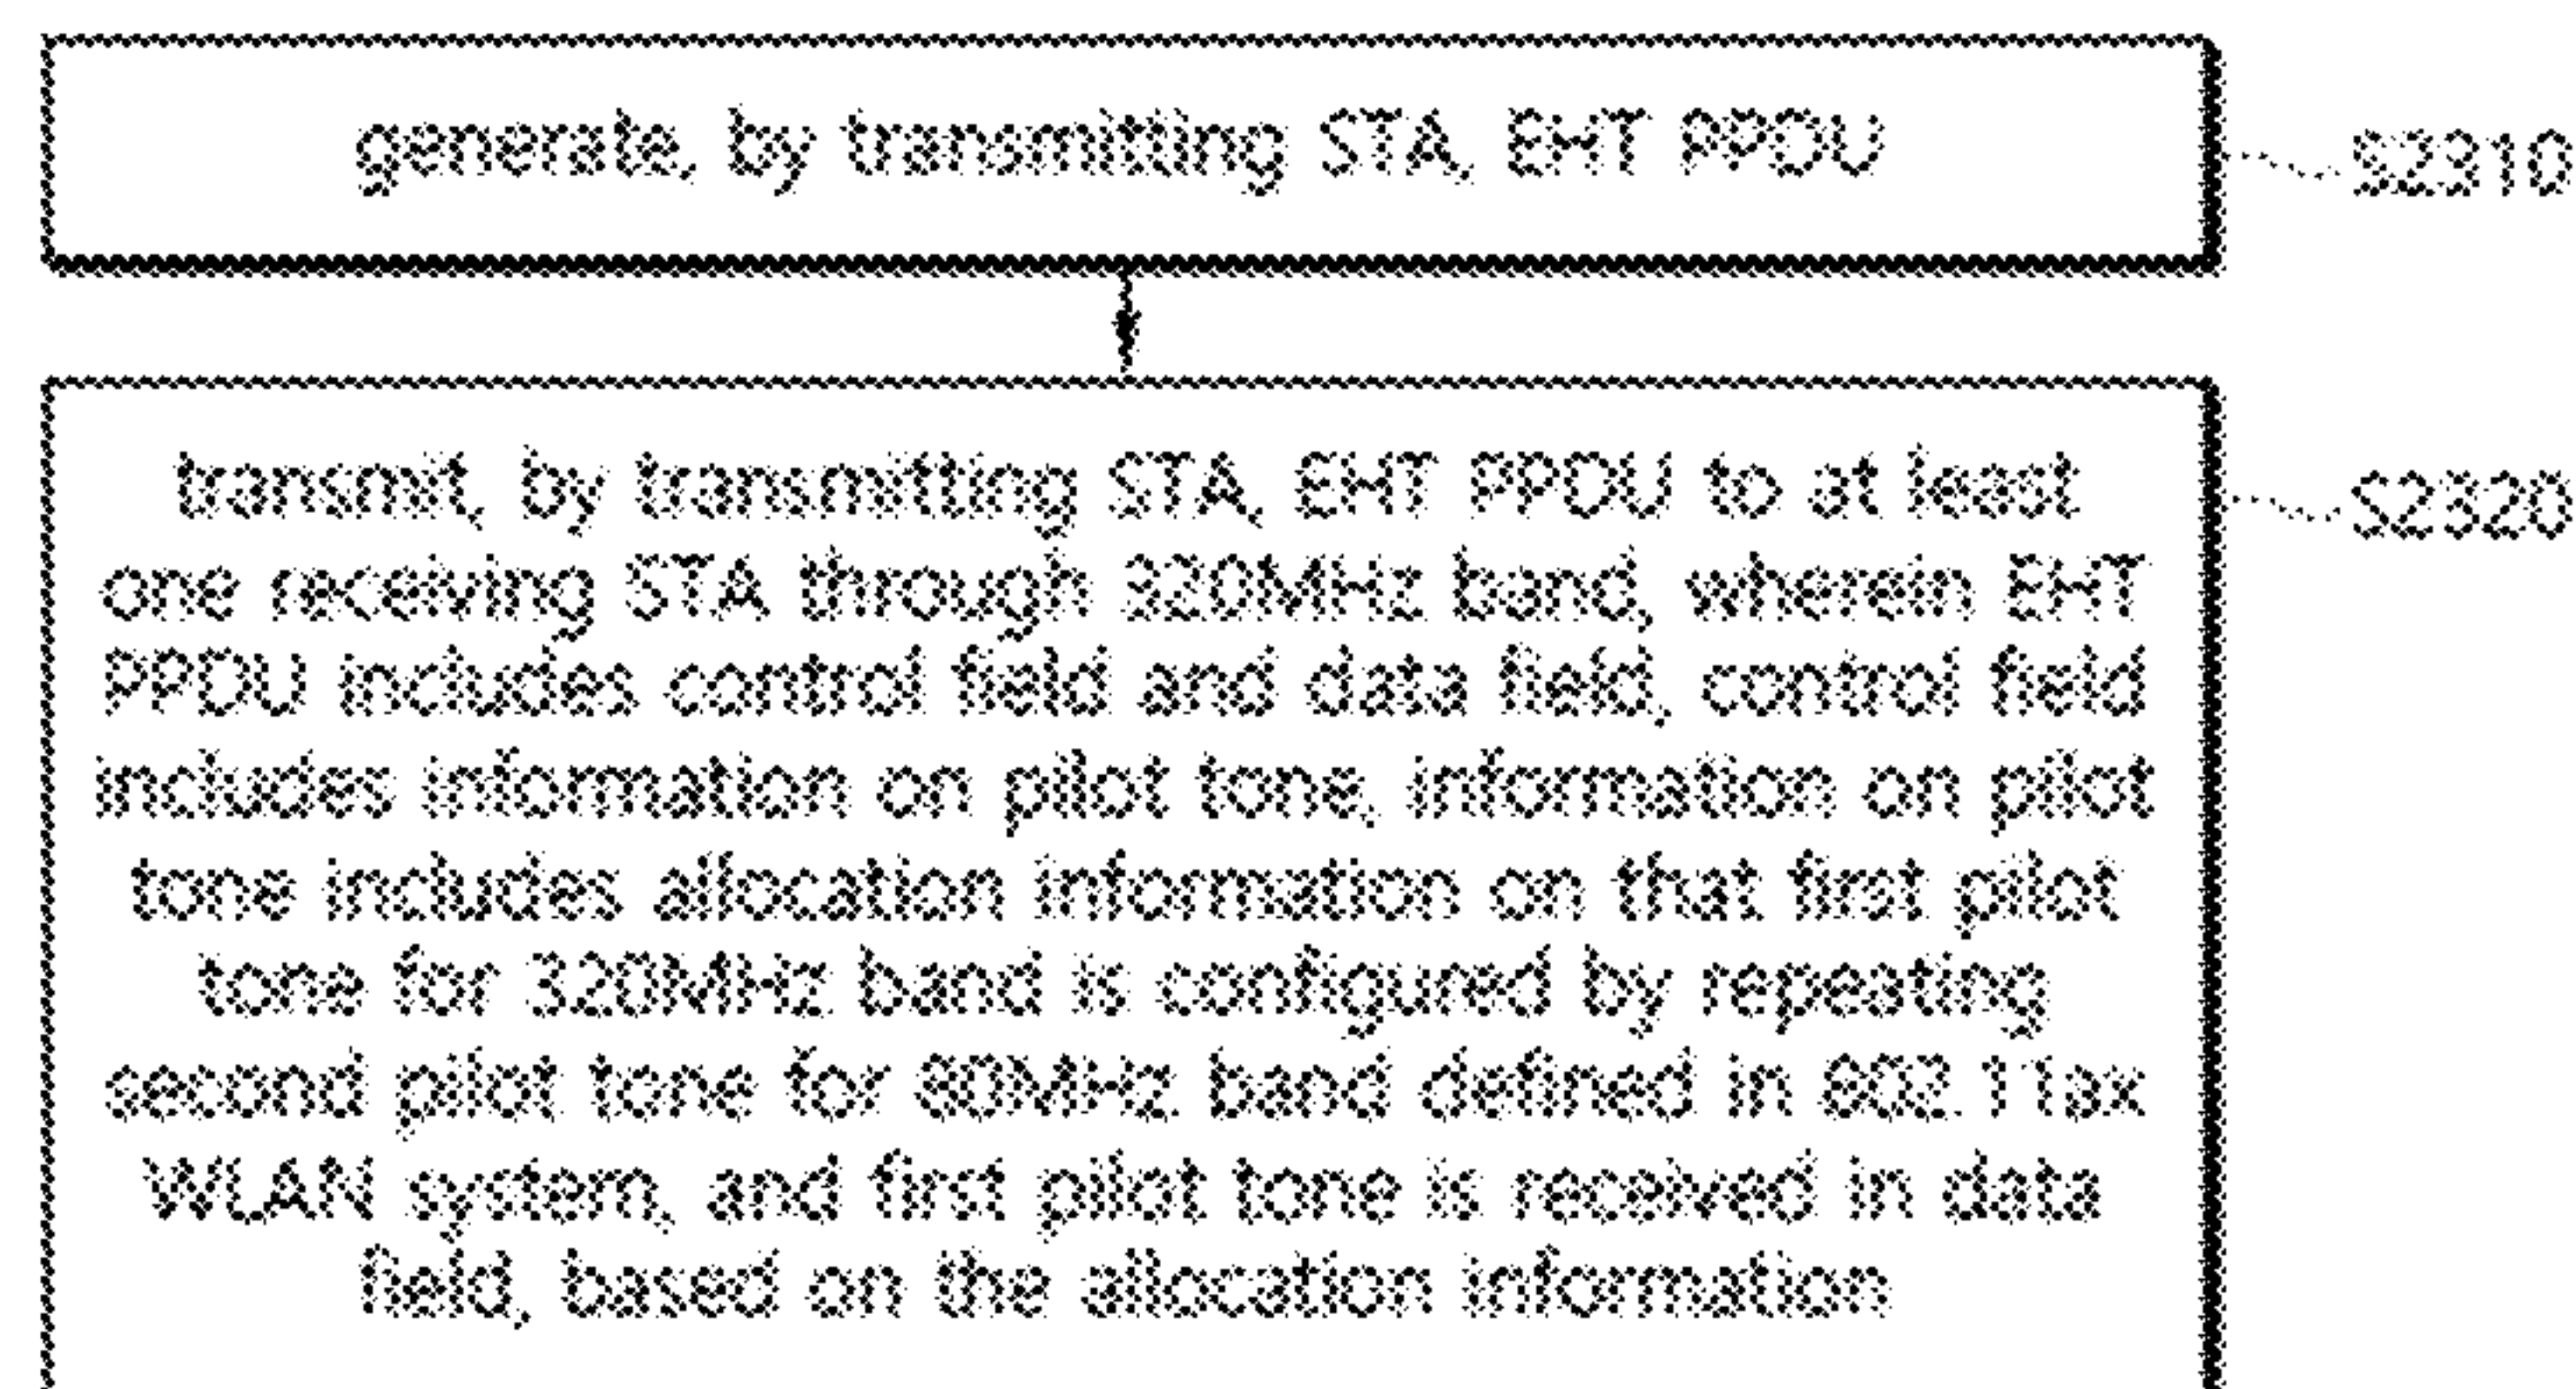 generate, by transmitting STA, EHT PPDU
S2310
transmit, by transmitting STA, EHT PPDU to at least
S2320
one receiving STA through 320MHz band, wherein EHT
PPDU includes control field and data field, control field
includes information on pilot tone, information on pilot
tone includes allocation information on that first pilot
tone for 320MHz band is configured by repeating
second pilot tone for 80MHz band defined in 802.11ax
WLAN system, and first pilot tone is received in data
field, based on the allocation information